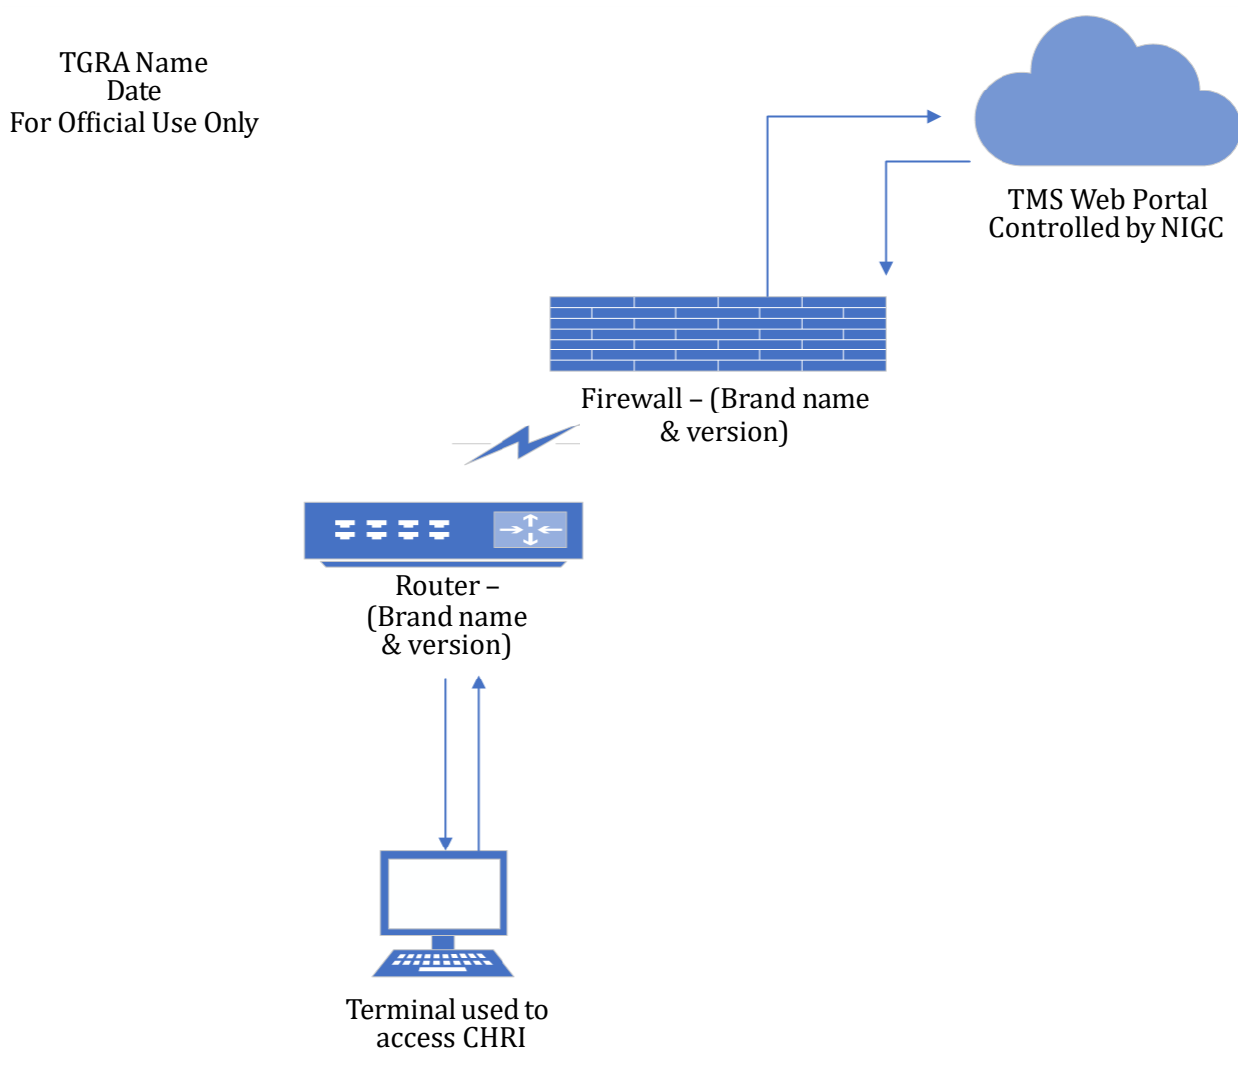 TGRA Name
Date
For Official Use Only
TMS Web Portal
Controlled by NIGC
Firewall – (Brand name
& version)
Router –
(Brand name
& version)
Terminal used to
access CHRI